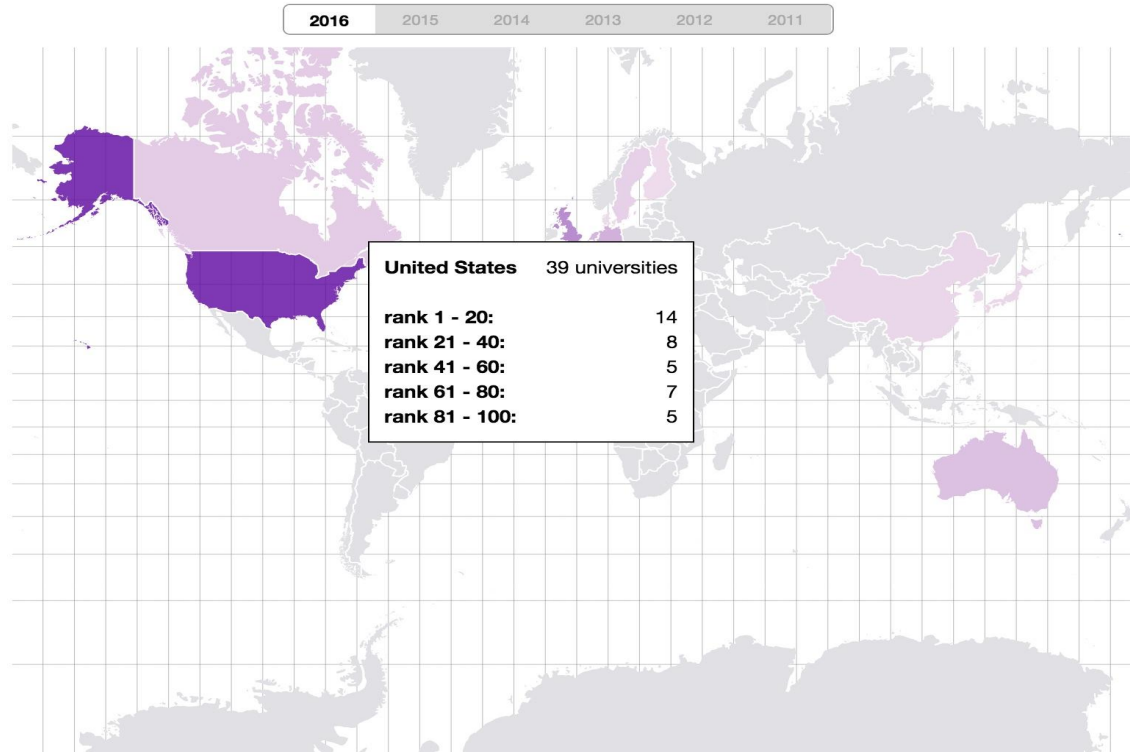 2016 2015 2014 2013 2012 2011
United States 39 universities
rank 1 - 20: 14
rank 21 - 40: 8
rank 41 - 60: 5
rank 61 - 80: 7
rank 81 - 100: 5